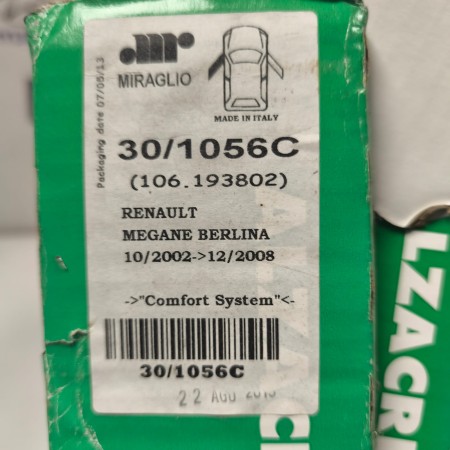 MIRAGLIO
MADE IN ITALY
Packaging date 07/05/13
30/1056C
(106.193802)
RENAULT
MEGANE BERLINA
10/2002->12/2008
->"Comfort System"<-
30/1056C
22 AGO
LZACRI